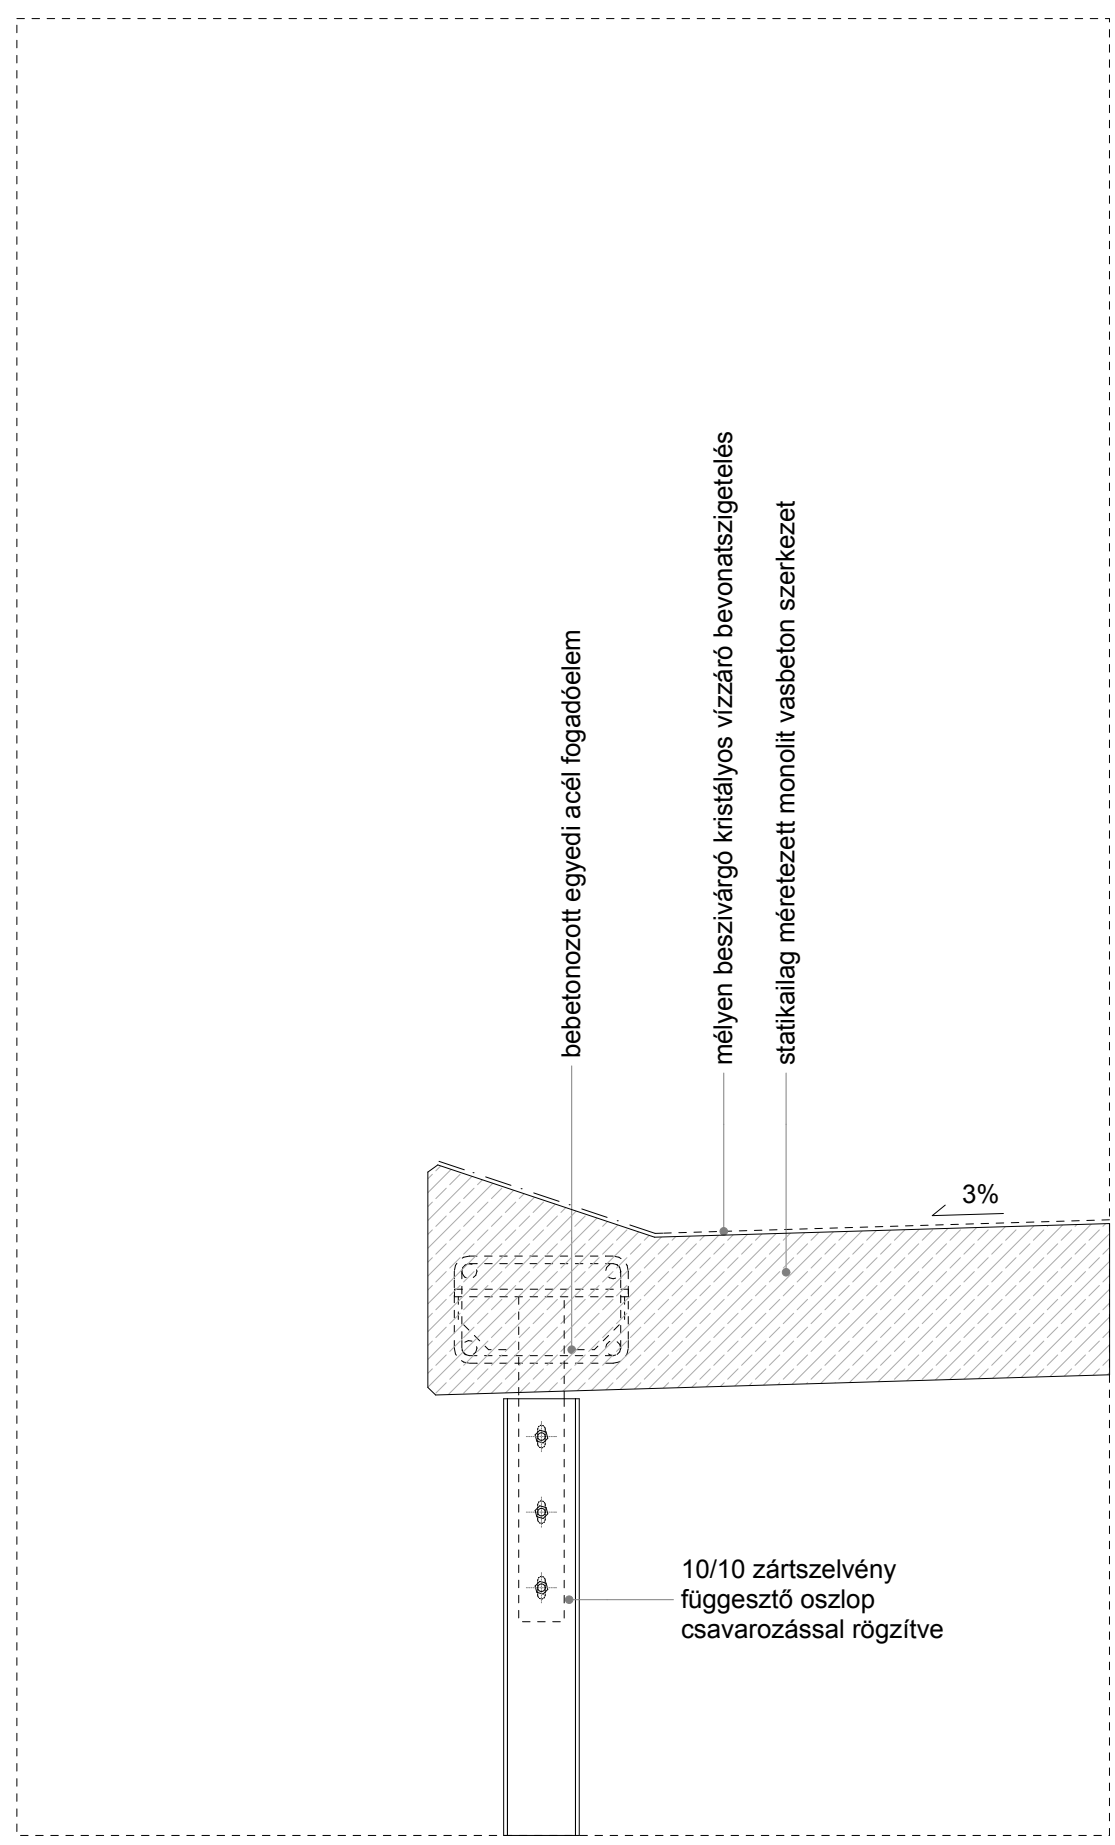 bebetonozott egyedi acél fogadóelem
mélyen beszivárgó kristályos vízzáró bevonatszigetelés
statikailag méretezett monolit vasbeton szerkezet
3%
10/10 zártszelvény
függesztő oszlop
csavarozással rögzítve